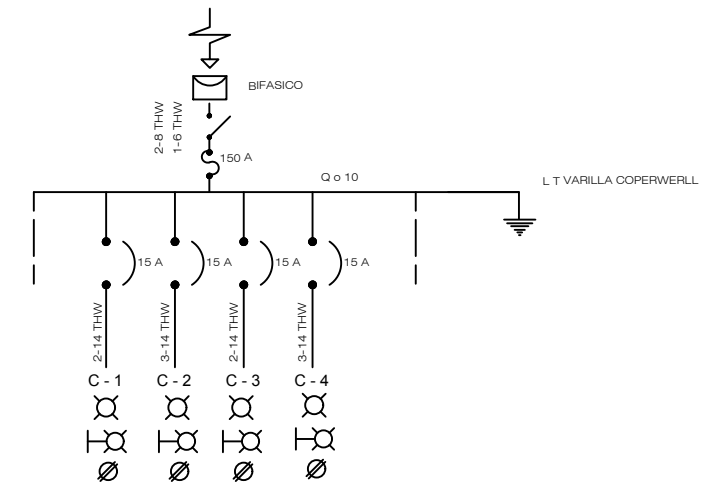 BIFASICO
2-8 THW
1-6 THW
150 A
Q o 10
L T VARILLA COPERWERLL
15 A
15 A
15 A
15 A
2-14 THW
3-14 THW
2-14 THW
3-14 THW
C - 1
C - 2
C - 3
C - 4